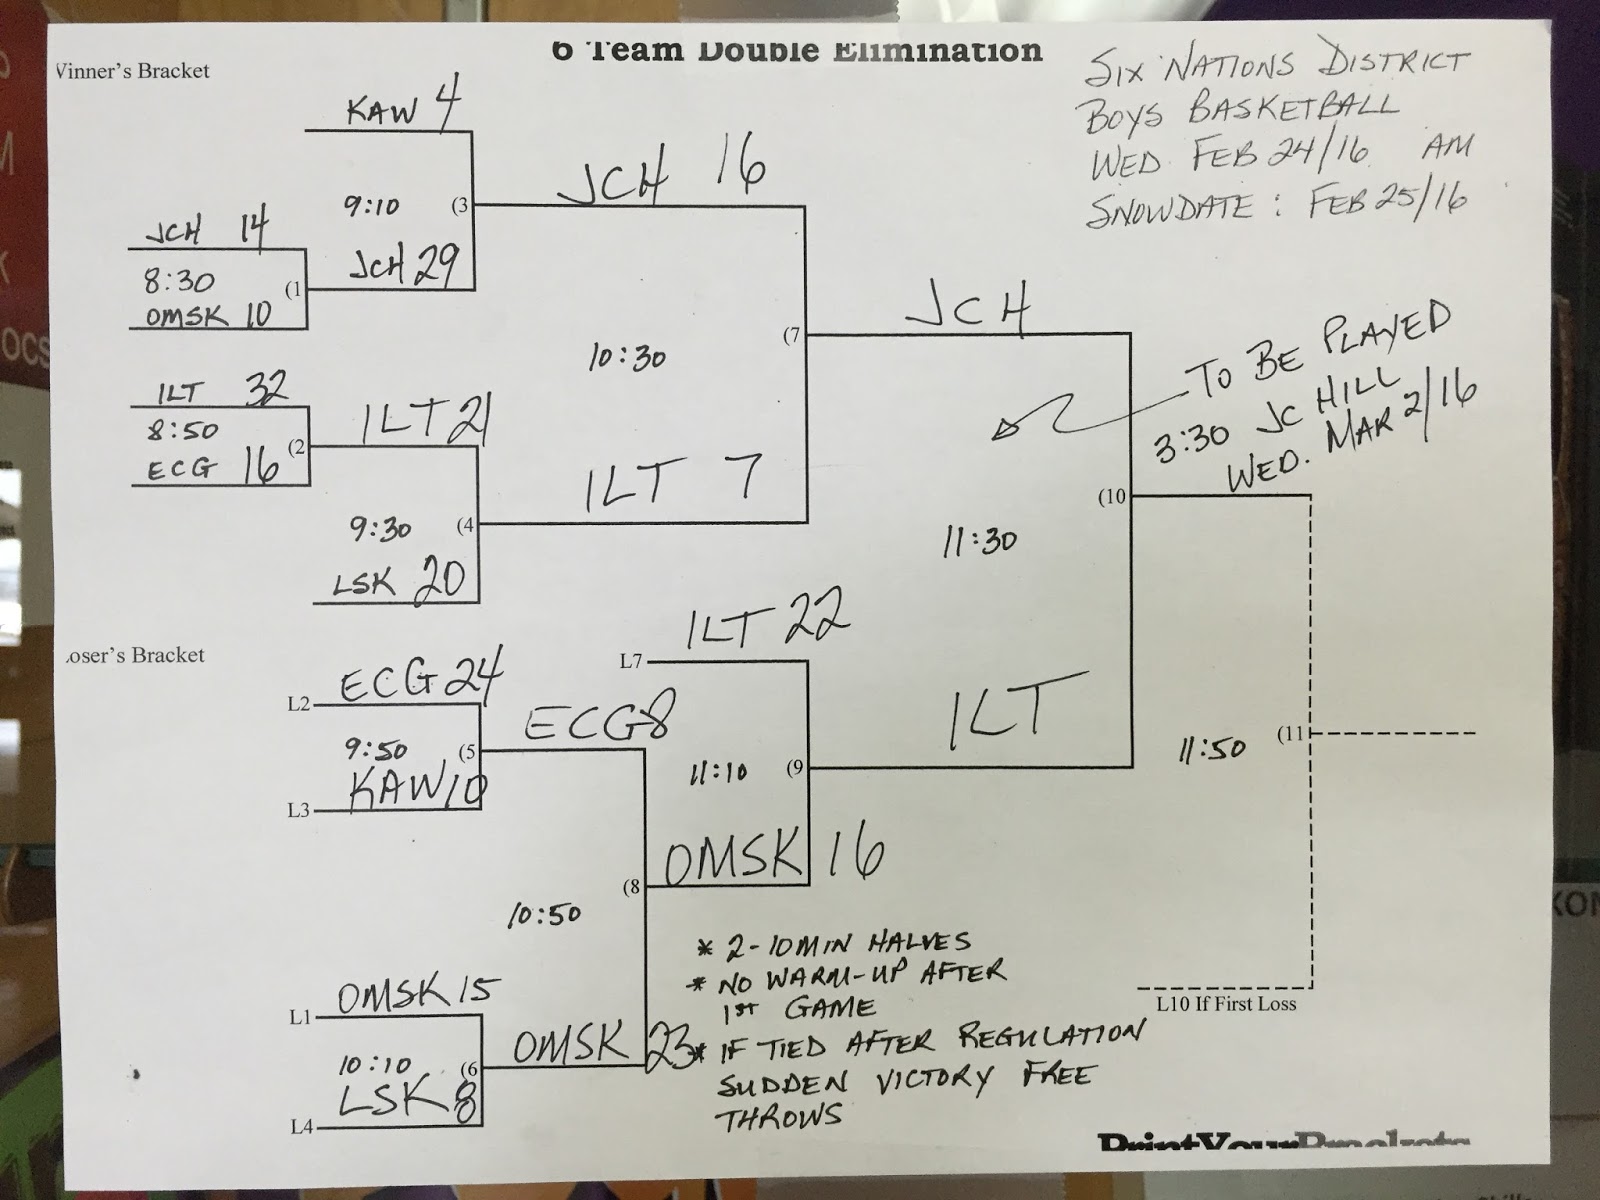 6 Team Double Elimination
Winner's Bracket
SIX NATIONS DISTRICT
BOYS BASKETBALL
WED FEB 24/16 AM
SNOWDATE : FEB 25/16
KAW 4
9:10 (3
JCH 16
JCH 14
8:30 (1
JCH 29
OMSK 10
10:30 (7
JCH
ILT 32
8:50 (2
ILT 21
ECG 16
ILT 7
9:30 (4
LSK 20
TO BE PLAYED
3:30 JC HILL
WED. MAR 2/16
(10
11:30
Loser's Bracket
L7 ILT 22
L2 ECG 24
9:50 (5
ECG 8
L3 KAW 10
11:10 (9
ILT
11:50 (11
OMSK 16
10:50 (8
L1 OMSK 15
10:10 (6
OMSK 23
L4 LSK 8
L10 If First Loss
* 2-10MIN HALVES
* NO WARM-UP AFTER
1ST GAME
* IF TIED AFTER REGULATION
SUDDEN VICTORY FREE
THROWS
PrintYourBrackets